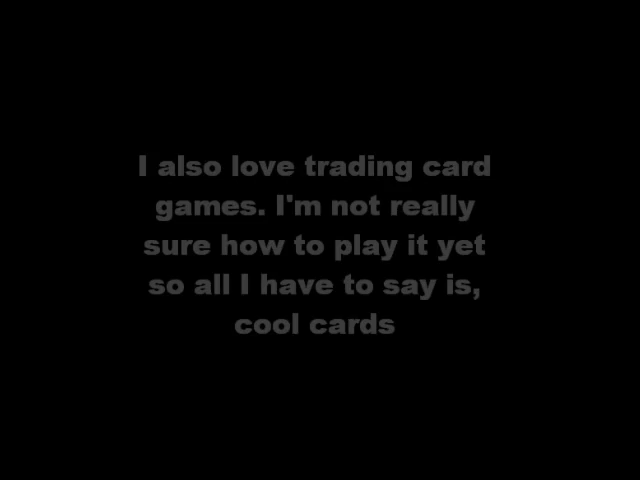 I also love trading card
games. I'm not really
sure how to play it yet
so all I have to say is,
cool cards